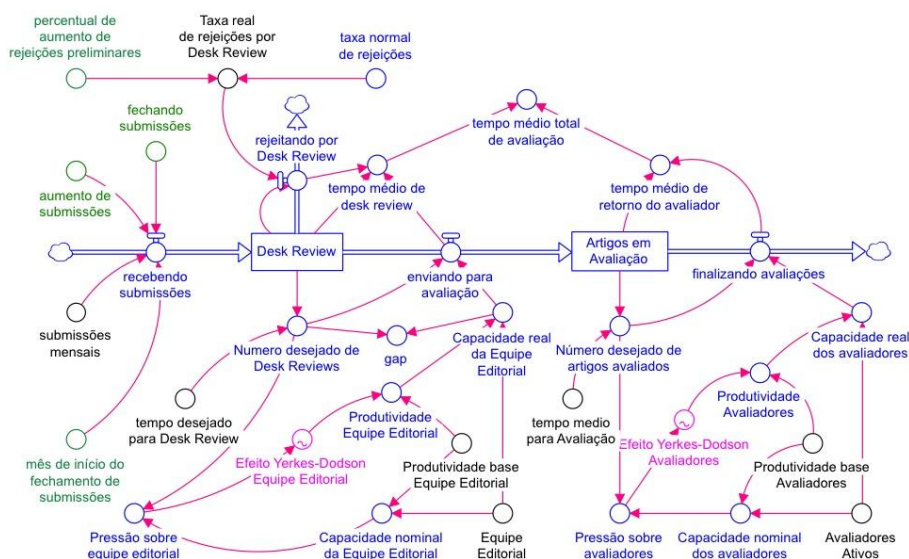 percentual de
aumento de
rejeições preliminares
Taxa real
de rejeições por
Desk Review
taxa normal
de rejeições
fechando
submissões
rejeitando por
Desk Review
tempo médio total
de avaliação
aumento de
submissões
tempo médio de
desk review
tempo médio de
retorno do avaliador
Desk Review
Artigos em
Avaliação
recebendo
submissões
enviando para
avaliação
finalizando avaliações
submissões
mensais
Numero desejado de
Desk Reviews
gap
Capacidade real
da Equipe
Editorial
Número desejado de
artigos avaliados
Capacidade real
dos avaliadores
tempo desejado
para Desk Review
Produtividade
Equipe Editorial
tempo medio
para Avaliação
Produtividade
Avaliadores
mês de início do
fechamento de
submissões
Efeito Yerkes-Dodson
Equipe Editorial
Produtividade base
Equipe Editorial
Efeito Yerkes-Dodson
Avaliadores
Produtividade base
Avaliadores
Pressão sobre
equipe editorial
Capacidade nominal
da Equipe Editorial
Equipe
Editorial
Pressão sobre
avaliadores
Capacidade nominal
dos avaliadores
Avaliadores
Ativos